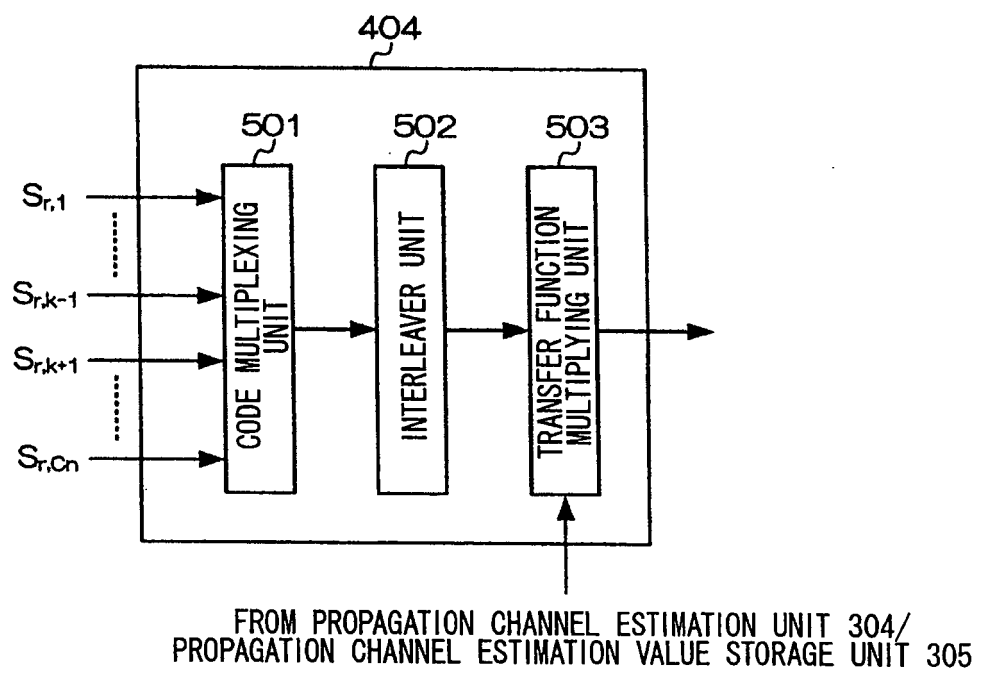 404
501
502
503
Sr,1
Sr,k-1
Sr,k+1
Sr,Cn
CODE MULTIPLEXING
UNIT
INTERLEAVER UNIT
TRANSFER FUNCTION
MULTIPLYING UNIT
FROM PROPAGATION CHANNEL ESTIMATION UNIT 304/
PROPAGATION CHANNEL ESTIMATION VALUE STORAGE UNIT 305